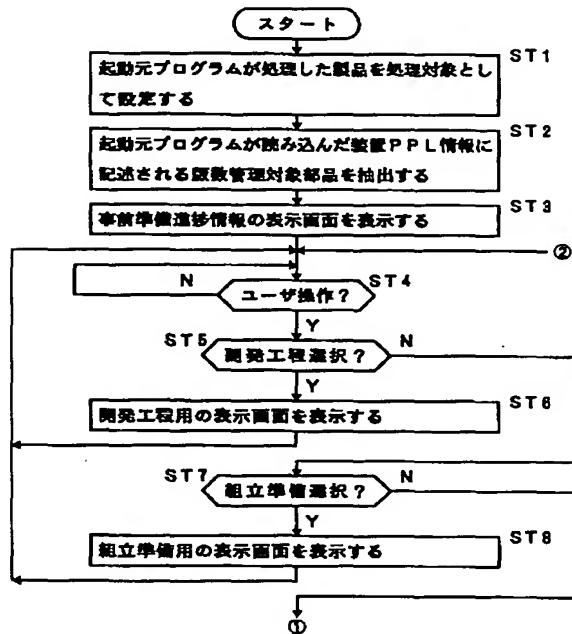 スタート
ST1
起動元プログラムが処理した製品を処理対象とし
て設定する
ST2
起動元プログラムが読み込んだ装置PPL情報に
記述される版数管理対象部品を抽出する
ST3
事前準備進捗情報の表示画面を表示する
②
N
ST4
ユーザ操作?
Y
ST5
N
開発工程選択?
Y
ST6
開発工程用の表示画面を表示する
ST7
N
組立準備選択?
Y
ST8
組立準備用の表示画面を表示する
①